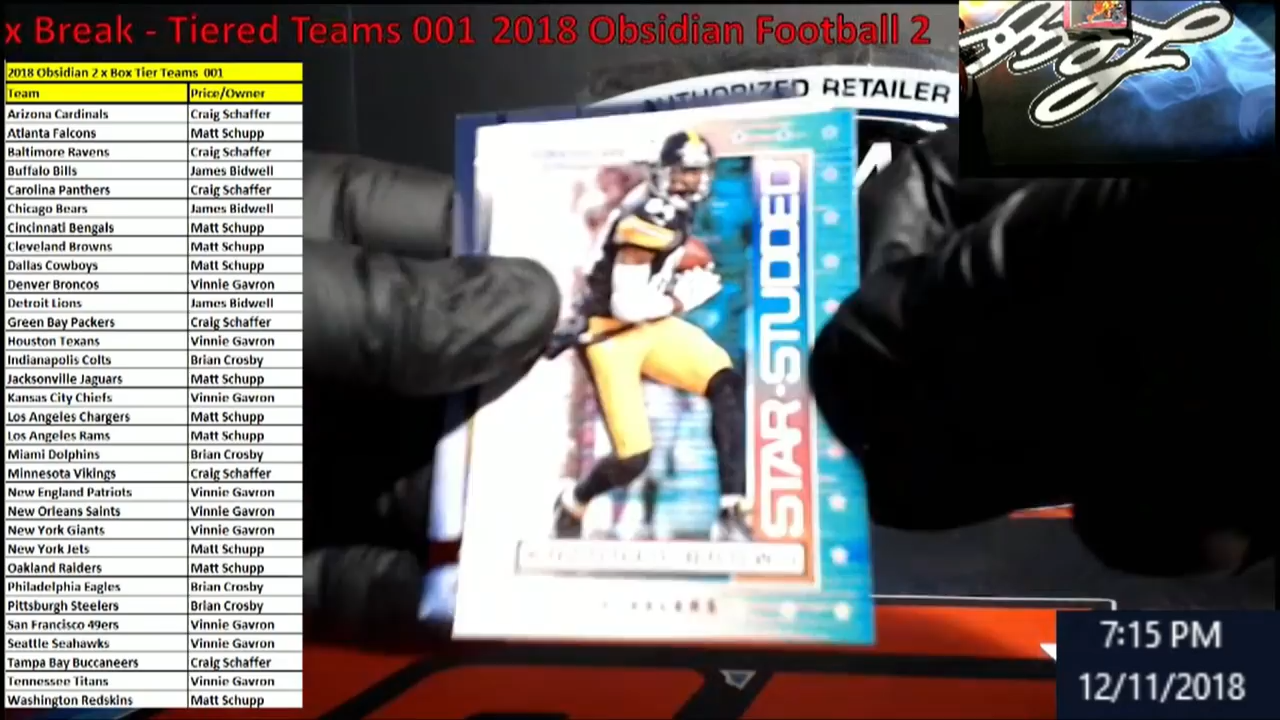 x Break - Tiered Teams 001 2018 Obsidian Football 2
2018 Obsidian 2 x Box Tier Teams 001
Team Price/Owner
Arizona Cardinals Craig Schaffer
Atlanta Falcons Matt Schupp
Baltimore Ravens Craig Schaffer
Buffalo Bills James Bidwell
Carolina Panthers Craig Schaffer
Chicago Bears James Bidwell
Cincinnati Bengals Matt Schupp
Cleveland Browns Matt Schupp
Dallas Cowboys Matt Schupp
Denver Broncos Vinnie Gavron
Detroit Lions James Bidwell
Green Bay Packers Craig Schaffer
Houston Texans Vinnie Gavron
Indianapolis Colts Brian Crosby
Jacksonville Jaguars Matt Schupp
Kansas City Chiefs Vinnie Gavron
Los Angeles Chargers Matt Schupp
Los Angeles Rams Matt Schupp
Miami Dolphins Brian Crosby
Minnesota Vikings Craig Schaffer
New England Patriots Vinnie Gavron
New Orleans Saints Vinnie Gavron
New York Giants Vinnie Gavron
New York Jets Matt Schupp
Oakland Raiders Matt Schupp
Philadelphia Eagles Brian Crosby
Pittsburgh Steelers Brian Crosby
San Francisco 49ers Vinnie Gavron
Seattle Seahawks Vinnie Gavron
Tampa Bay Buccaneers Craig Schaffer
Tennessee Titans Vinnie Gavron
Washington Redskins Matt Schupp
AUTHORIZED RETAILER
STAR·STUDDED
7:15 PM
12/11/2018